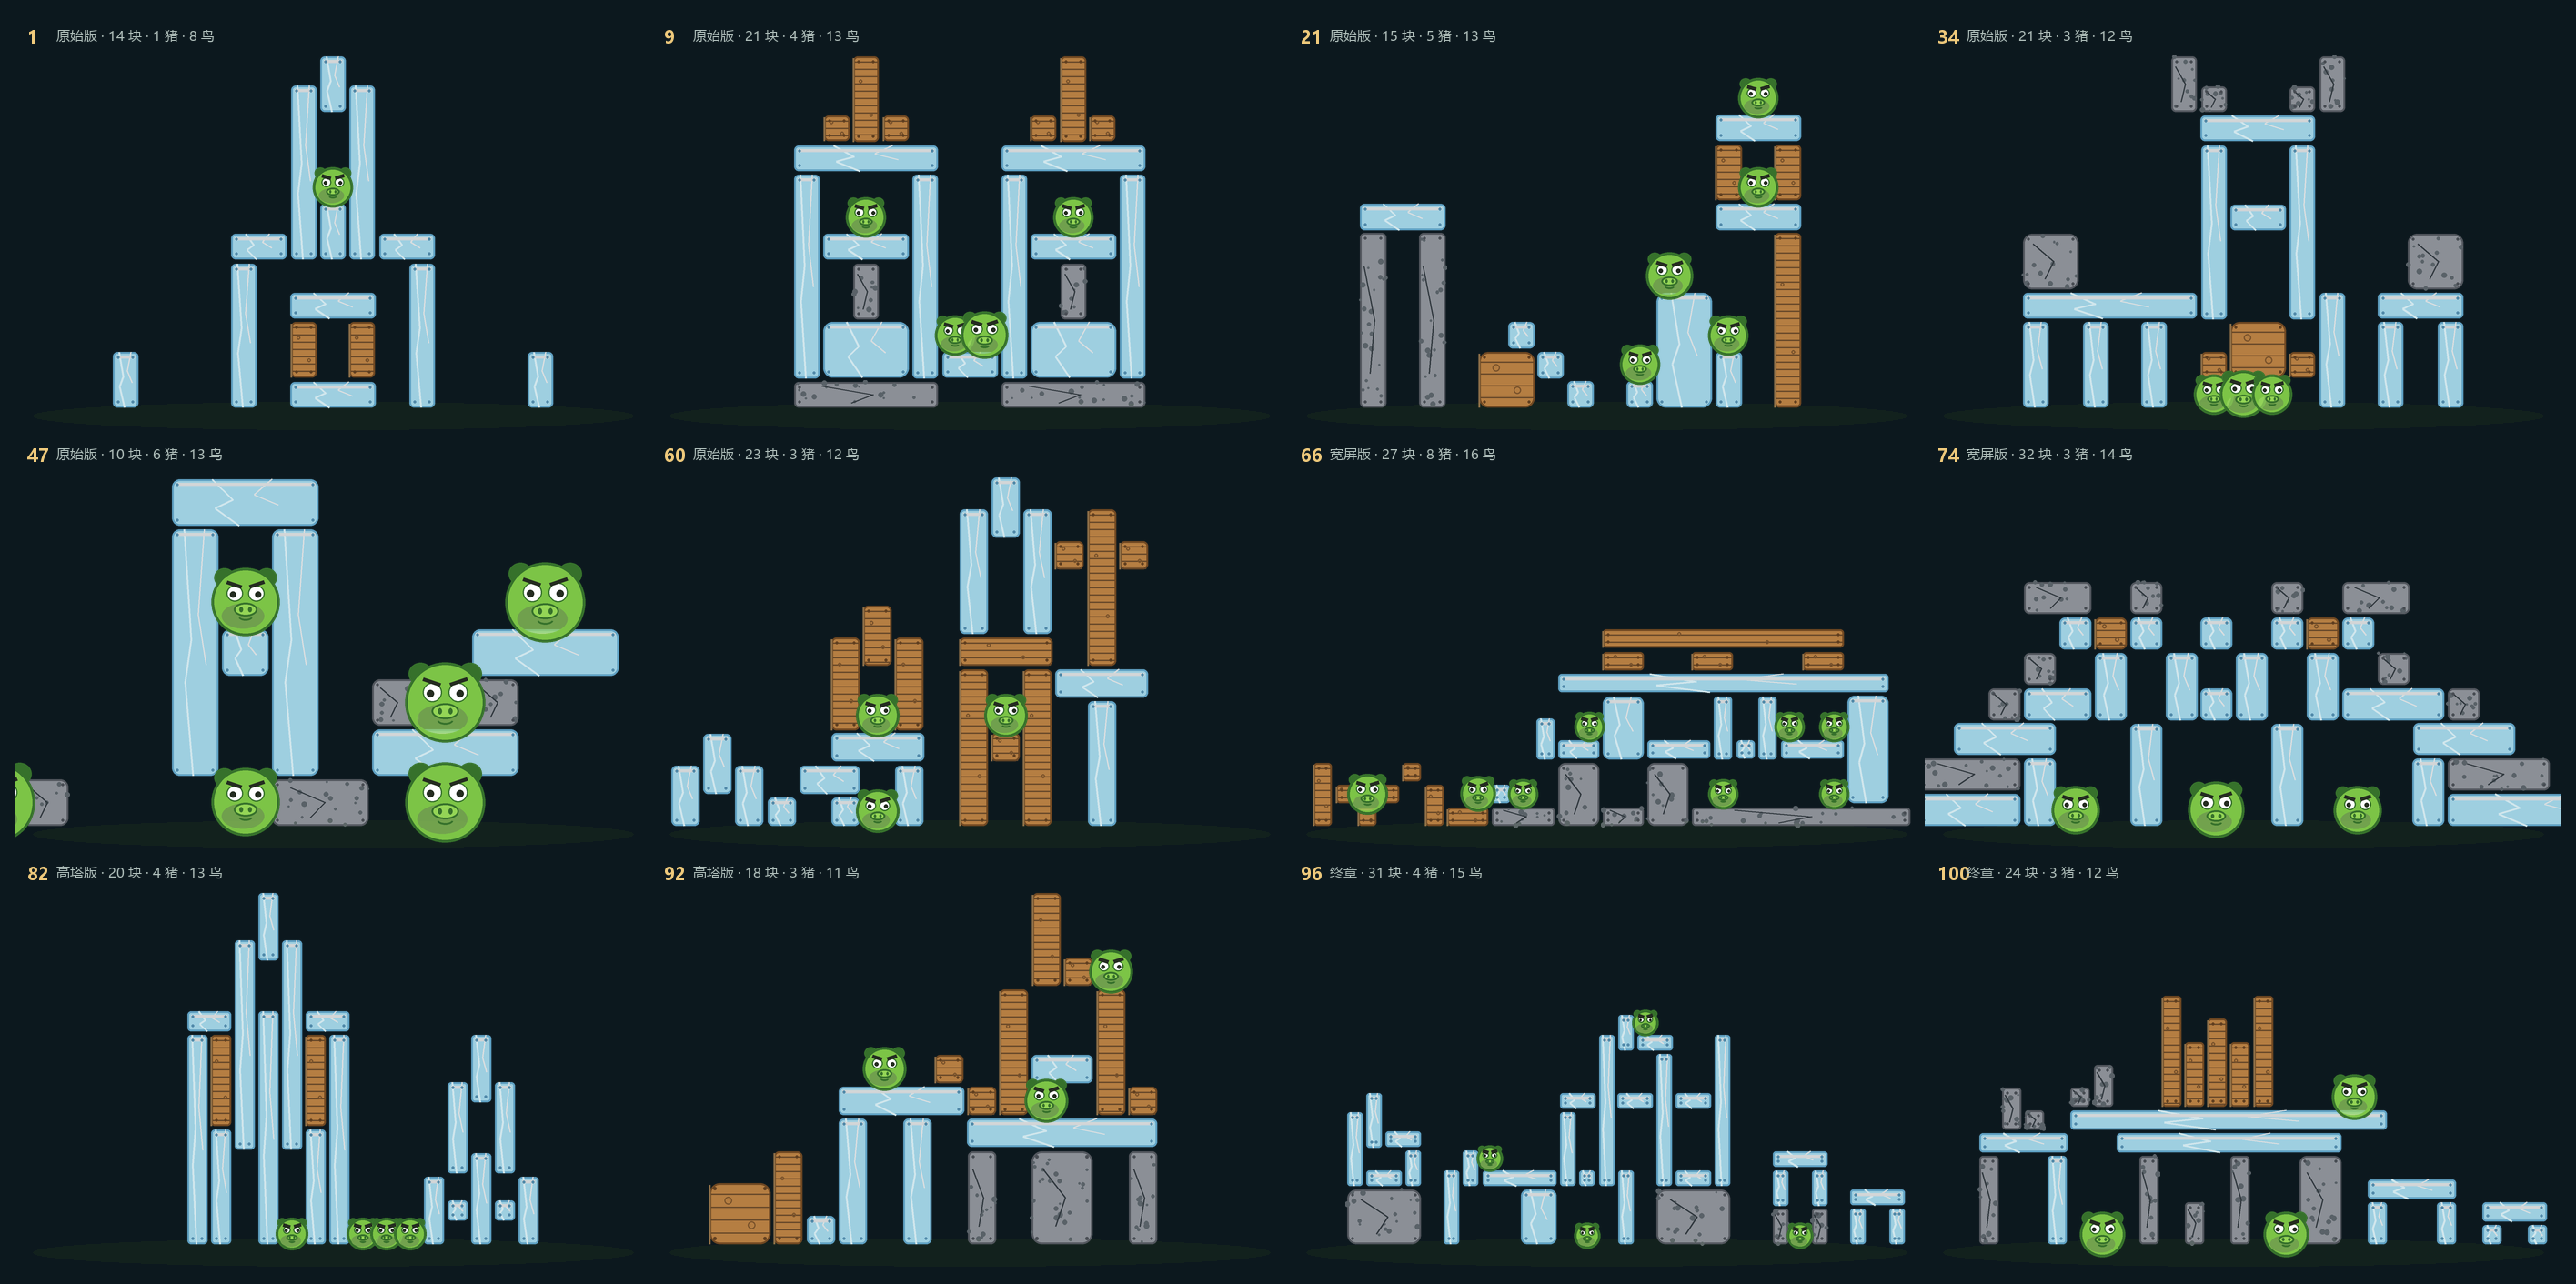 1 原始版 · 14 块 · 1 猪 · 8 鸟
9 原始版 · 21 块 · 4 猪 · 13 鸟
21 原始版 · 15 块 · 5 猪 · 13 鸟
34 原始版 · 21 块 · 3 猪 · 12 鸟
47 原始版 · 10 块 · 6 猪 · 13 鸟
60 原始版 · 23 块 · 3 猪 · 12 鸟
66 宽屏版 · 27 块 · 8 猪 · 16 鸟
74 宽屏版 · 32 块 · 3 猪 · 14 鸟
82 高塔版 · 20 块 · 4 猪 · 13 鸟
92 高塔版 · 18 块 · 3 猪 · 11 鸟
96 终章 · 31 块 · 4 猪 · 15 鸟
100 终章 · 24 块 · 3 猪 · 12 鸟